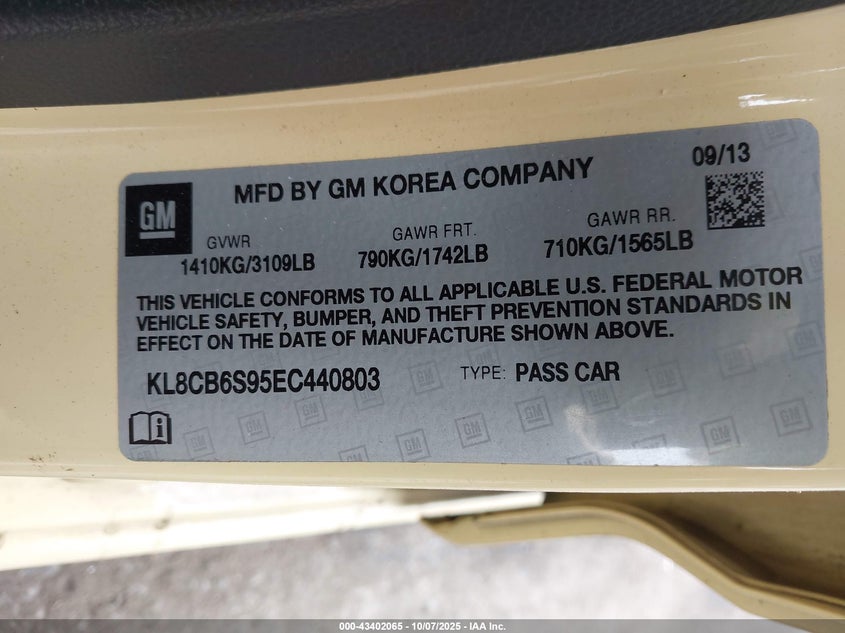 GM
MFD BY GM KOREA COMPANY
09/13
GVWR
1410KG/3109LB
GAWR FRT.
790KG/1742LB
GAWR RR.
710KG/1565LB
THIS VEHICLE CONFORMS TO ALL APPLICABLE U.S. FEDERAL MOTOR
VEHICLE SAFETY, BUMPER, AND THEFT PREVENTION STANDARDS IN
EFFECT ON THE DATE OF MANUFACTURE SHOWN ABOVE.
KL8CB6S95EC440803
TYPE: PASS CAR
000-43402065 - 10/07/2025 - IAA Inc.